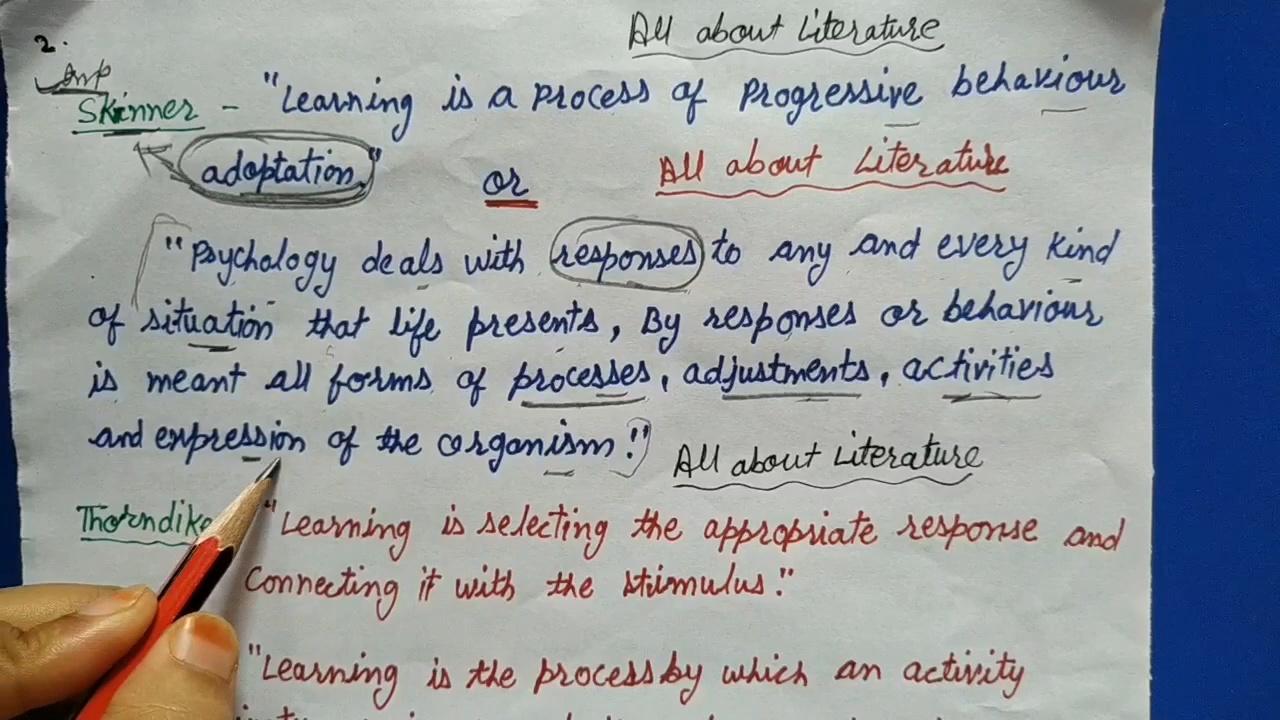 All about Literature
2.
Imp
Skinner - "Learning is a process of Progressive behaviour
adoptation" or All about Literature
"Psychology deals with responses to any and every kind
of situation that life presents, By responses or behaviour
is meant all forms of processes, adjustments, activities
and expression of the organism."
All about Literature
Thorndike "Learning is selecting the appropriate response and
Connecting it with the stimulus."
"Learning is the process by which an activity